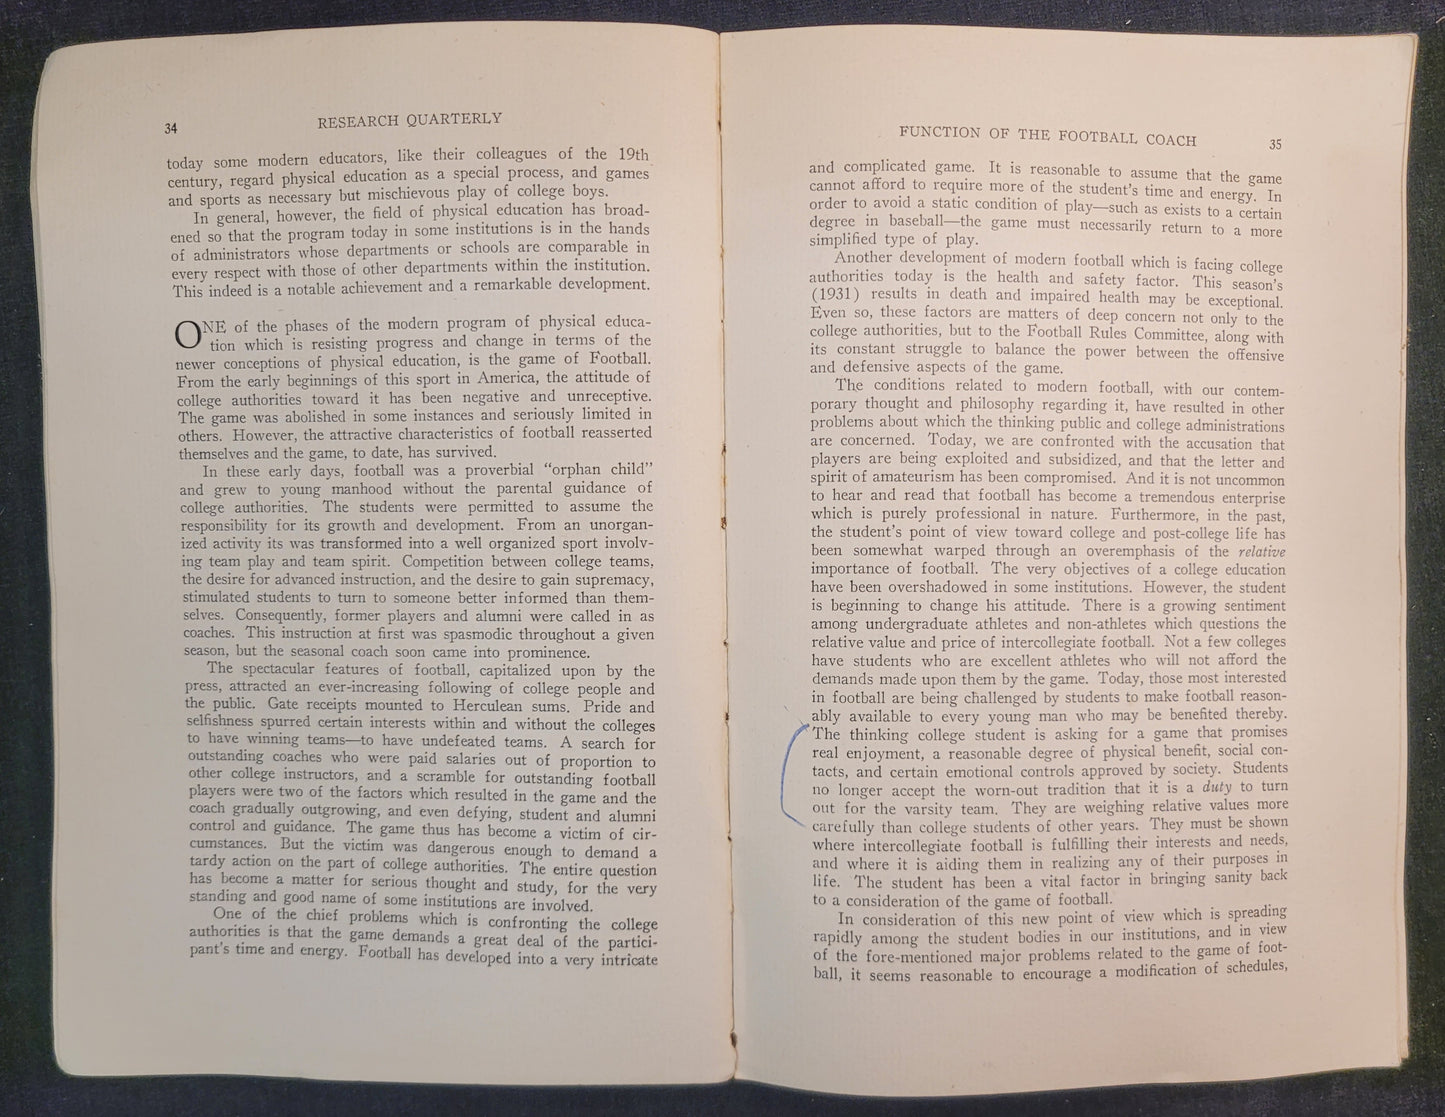 34
RESEARCH QUARTERLY
today some modern educators, like their colleagues of the 19th
century, regard physical education as a special process, and games
and sports as necessary but mischievous play of college boys.
In general, however, the field of physical education has broad-
ened so that the program today in some institutions is in the hands
of administrators whose departments or schools are comparable in
every respect with those of other departments within the institution.
This indeed is a notable achievement and a remarkable development.
ONE of the phases of the modern program of physical educa-
tion which is resisting progress and change in terms of the
newer conceptions of physical education, is the game of Football.
From the early beginnings of this sport in America, the attitude of
college authorities toward it has been negative and unreceptive.
The game was abolished in some instances and seriously limited in
others. However, the attractive characteristics of football reasserted
themselves and the game, to date, has survived.
In these early days, football was a proverbial “orphan child”
and grew to young manhood without the parental guidance of
college authorities. The students were permitted to assume the
responsibility for its growth and development. From an unorgan-
ized activity its was transformed into a well organized sport involv-
ing team play and team spirit. Competition between college teams,
the desire for advanced instruction, and the desire to gain supremacy,
stimulated students to turn to someone better informed than them-
selves. Consequently, former players and alumni were called in as
coaches. This instruction at first was spasmodic throughout a given
season, but the seasonal coach soon came into prominence.
The spectacular features of football, capitalized upon by the
press, attracted an ever-increasing following of college people and
the public. Gate receipts mounted to Herculean sums. Pride and
selfishness spurred certain interests within and without the colleges
to have winning teams—to have undefeated teams. A search for
outstanding coaches who were paid salaries out of proportion to
other college instructors, and a scramble for outstanding football
players were two of the factors which resulted in the game and the
coach gradually outgrowing, and even defying, student and alumni
control and guidance. The game thus has become a victim of cir-
cumstances. But the victim was dangerous enough to demand a
tardy action on the part of college authorities. The entire question
has become a matter for serious thought and study, for the very
standing and good name of some institutions are involved.
One of the chief problems which is confronting the college
authorities is that the game demands a great deal of the partici-
pant’s time and energy. Football has developed into a very intricate
FUNCTION OF THE FOOTBALL COACH
35
and complicated game. It is reasonable to assume that the game
cannot afford to require more of the student’s time and energy. In
order to avoid a static condition of play—such as exists to a certain
degree in baseball—the game must necessarily return to a more
simplified type of play.
Another development of modern football which is facing college
authorities today is the health and safety factor. This season’s
(1931) results in death and impaired health may be exceptional.
Even so, these factors are matters of deep concern not only to the
college authorities, but to the Football Rules Committee, along with
its constant struggle to balance the power between the offensive
and defensive aspects of the game.
The conditions related to modern football, with our contem-
porary thought and philosophy regarding it, have resulted in other
problems about which the thinking public and college administrations
are concerned. Today, we are confronted with the accusation that
players are being exploited and subsidized, and that the letter and
spirit of amateurism has been compromised. And it is not uncommon
to hear and read that football has become a tremendous enterprise
which is purely professional in nature. Furthermore, in the past,
the student’s point of view toward college and post-college life has
been somewhat warped through an overemphasis of the relative
importance of football. The very objectives of a college education
have been overshadowed in some institutions. However, the student
is beginning to change his attitude. There is a growing sentiment
among undergraduate athletes and non-athletes which questions the
relative value and price of intercollegiate football. Not a few colleges
have students who are excellent athletes who will not afford the
demands made upon them by the game. Today, those most interested
in football are being challenged by students to make football reason-
ably available to every young man who may be benefited thereby.
The thinking college student is asking for a game that promises
real enjoyment, a reasonable degree of physical benefit, social con-
tacts, and certain emotional controls approved by society. Students
no longer accept the worn-out tradition that it is a duty to turn
out for the varsity team. They are weighing relative values more
carefully than college students of other years. They must be shown
where intercollegiate football is fulfilling their interests and needs,
and where it is aiding them in realizing any of their purposes in
life. The student has been a vital factor in bringing sanity back
to a consideration of the game of football.
In consideration of this new point of view which is spreading
rapidly among the student bodies in our institutions, and in view
of the fore-mentioned major problems related to the game of foot-
ball, it seems reasonable to encourage a modification of schedules,